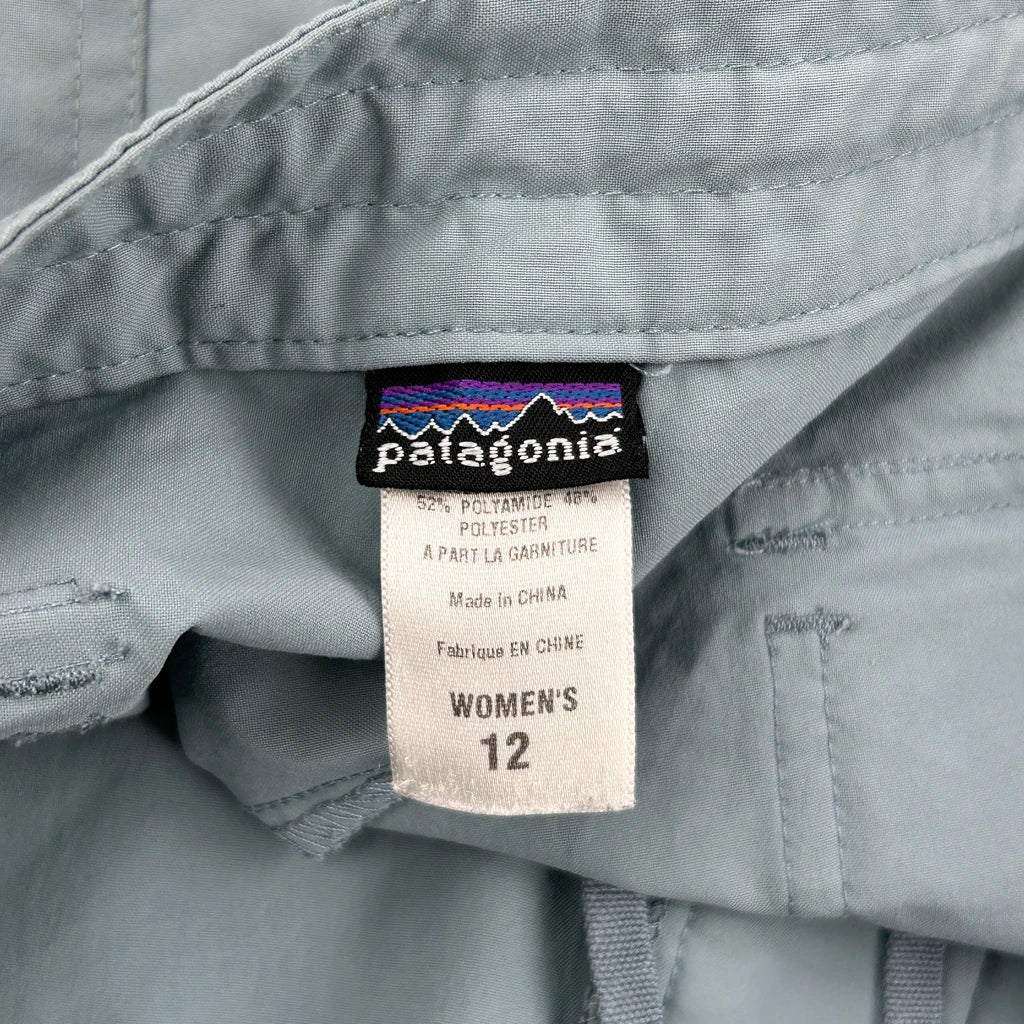 patagonia
52% POLYAMIDE 48%
POLYESTER
A PART LA GARNITURE
Made in CHINA
Fabrique EN CHINE
WOMEN'S
12